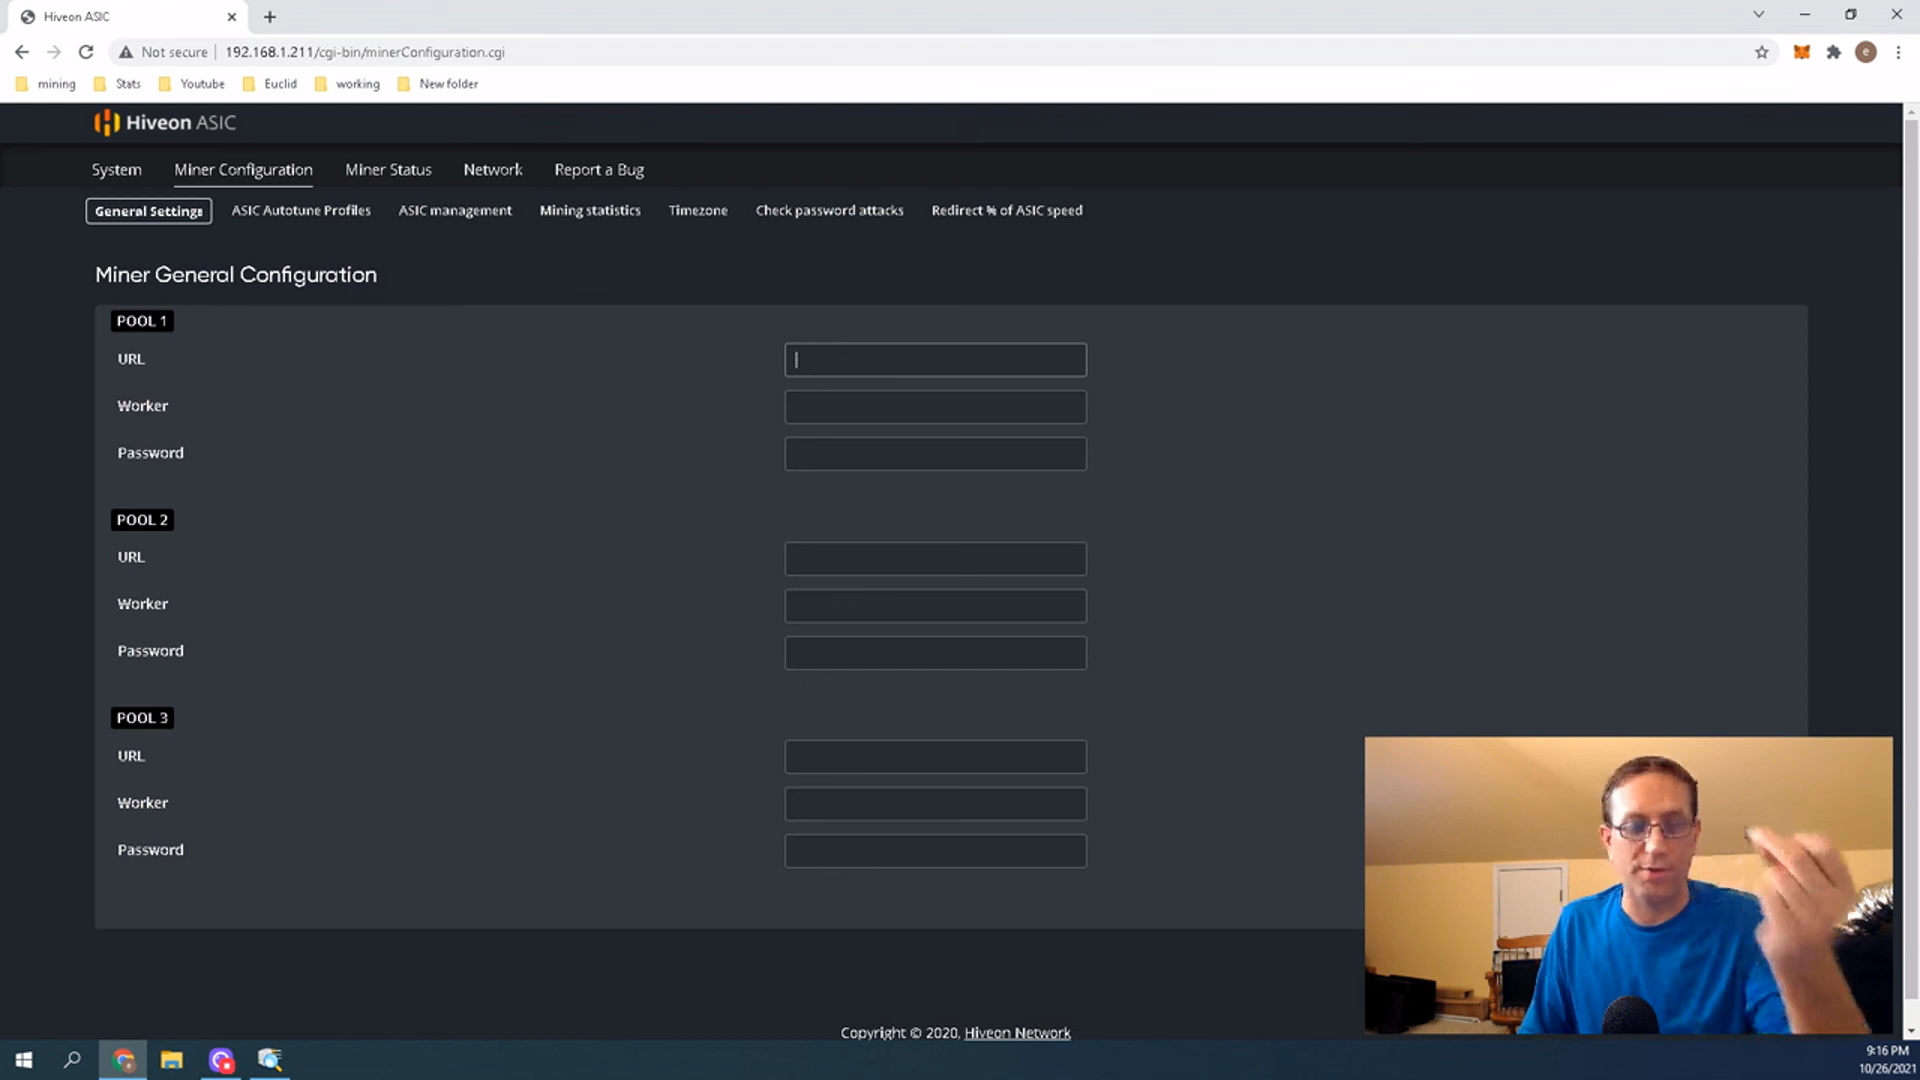 Hiveon ASIC
Not secure
192.168.1.211/cgi-bin/minerConfiguration.cgi
e
mining
Stats
Youtube
Euclid
working
New folder
Hiveon ASIC
System
Miner Configuration
Miner Status
Network
Report a Bug
General Settings
ASIC Autotune Profiles
ASIC management
Mining statistics
Timezone
Check password attacks
Redirect % of ASIC speed
Miner General Configuration
POOL 1
URL
Worker
Password
POOL 2
URL
Worker
Password
POOL 3
URL
Worker
Password
Copyright © 2020, Hiveon Network
9:16 PM
10/26/2021